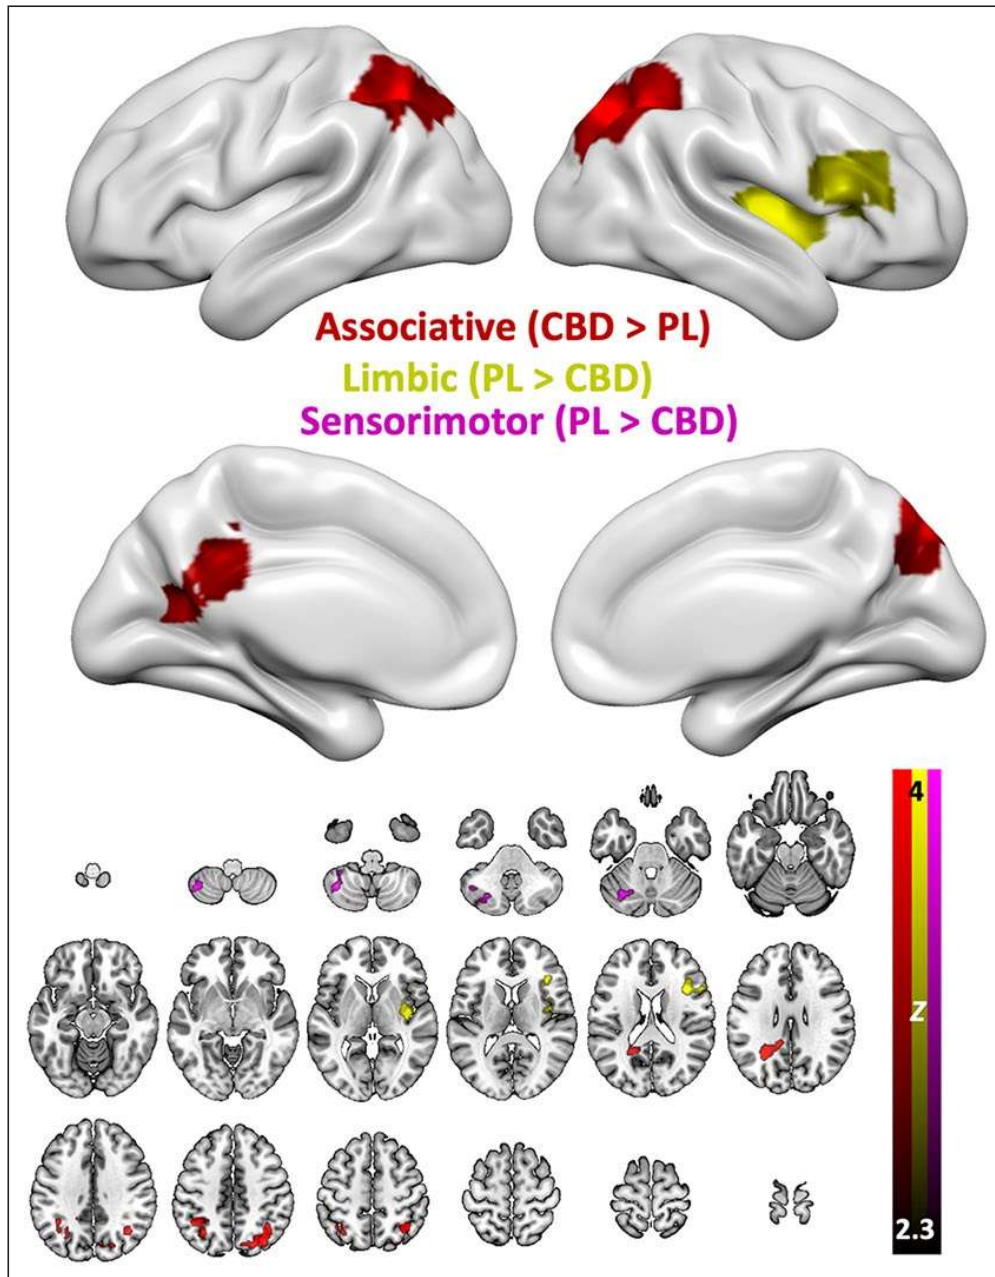 Associative (CBD > PL)
Limbic (PL > CBD)
Sensorimotor (PL > CBD)
4
Z
2.3